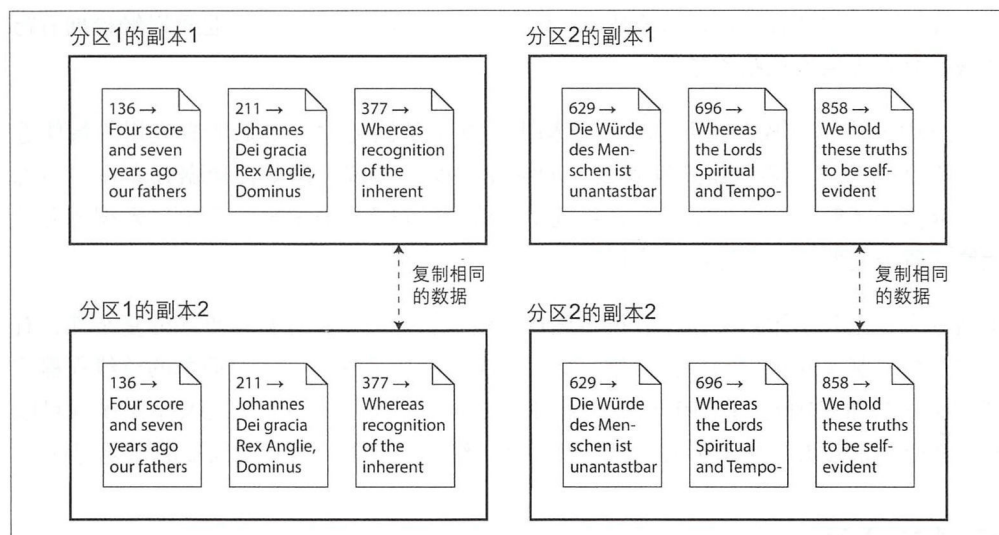 分区1的副本1
136 →
Four score
and seven
years ago
our fathers
211 →
Johannes
Dei gracia
Rex Anglie,
Dominus
377 →
Whereas
recognition
of the
inherent
分区2的副本1
629 →
Die Würde
des Men-
schen ist
unantastbar
696 →
Whereas
the Lords
Spiritual
and Tempo-
858 →
We hold
these truths
to be self-
evident
复制相同
的数据
复制相同
的数据
分区1的副本2
136 →
Four score
and seven
years ago
our fathers
211 →
Johannes
Dei gracia
Rex Anglie,
Dominus
377 →
Whereas
recognition
of the
inherent
分区2的副本2
629 →
Die Würde
des Men-
schen ist
unantastbar
696 →
Whereas
the Lords
Spiritual
and Tempo-
858 →
We hold
these truths
to be self-
evident